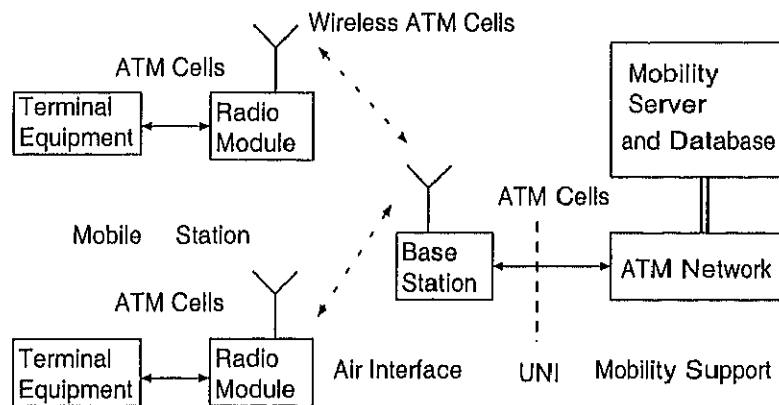 Wireless ATM Cells
ATM Cells
Terminal
Equipment
Radio
Module
Mobility
Server
and Database
ATM Cells
Mobile Station
Base
Station
ATM Network
ATM Cells
Terminal
Equipment
Radio
Module
Air Interface
UNI
Mobility Support